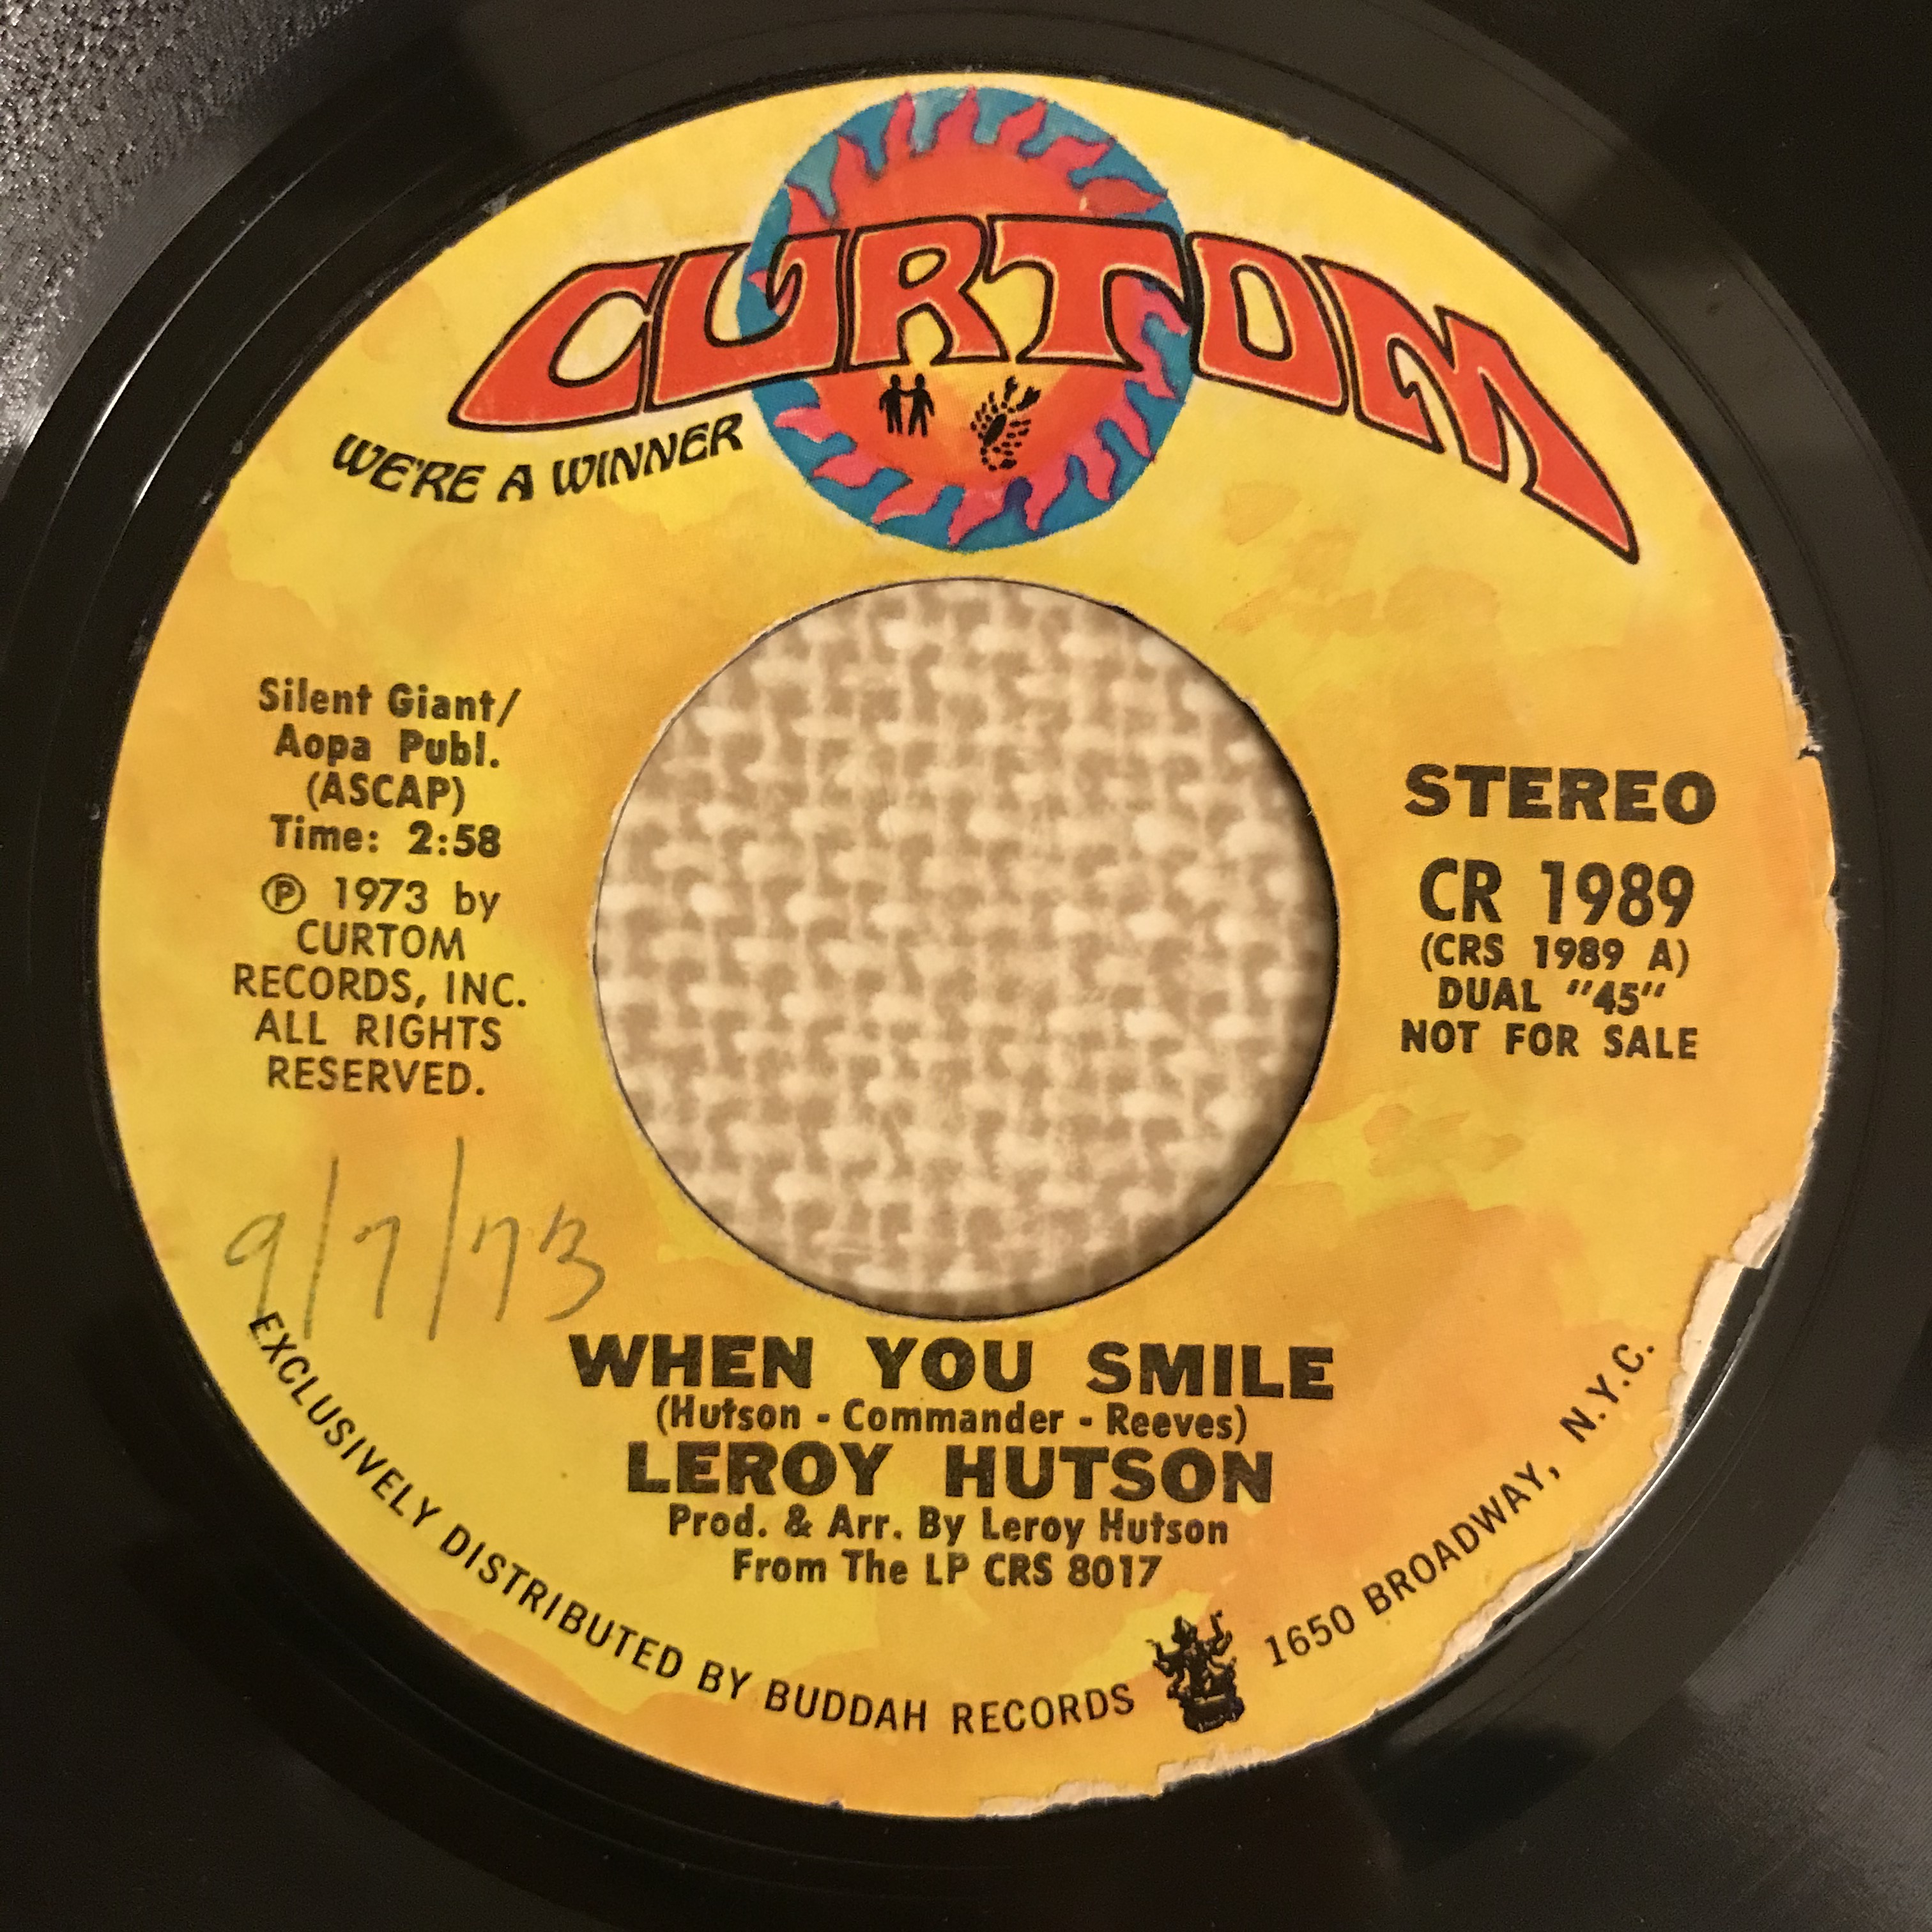 CURTOM
WE'RE A WINNER
Silent Giant/
Aopa Publ.
(ASCAP)
Time: 2:58
℗ 1973 by
CURTOM
RECORDS, INC.
ALL RIGHTS
RESERVED.
STEREO
CR 1989
(CRS 1989 A)
DUAL "45"
NOT FOR SALE
9/7/73
WHEN YOU SMILE
(Hutson - Commander - Reeves)
LEROY HUTSON
Prod. & Arr. By Leroy Hutson
From The LP CRS 8017
EXCLUSIVELY DISTRIBUTED BY BUDDAH RECORDS 1650 BROADWAY, N.Y.C.